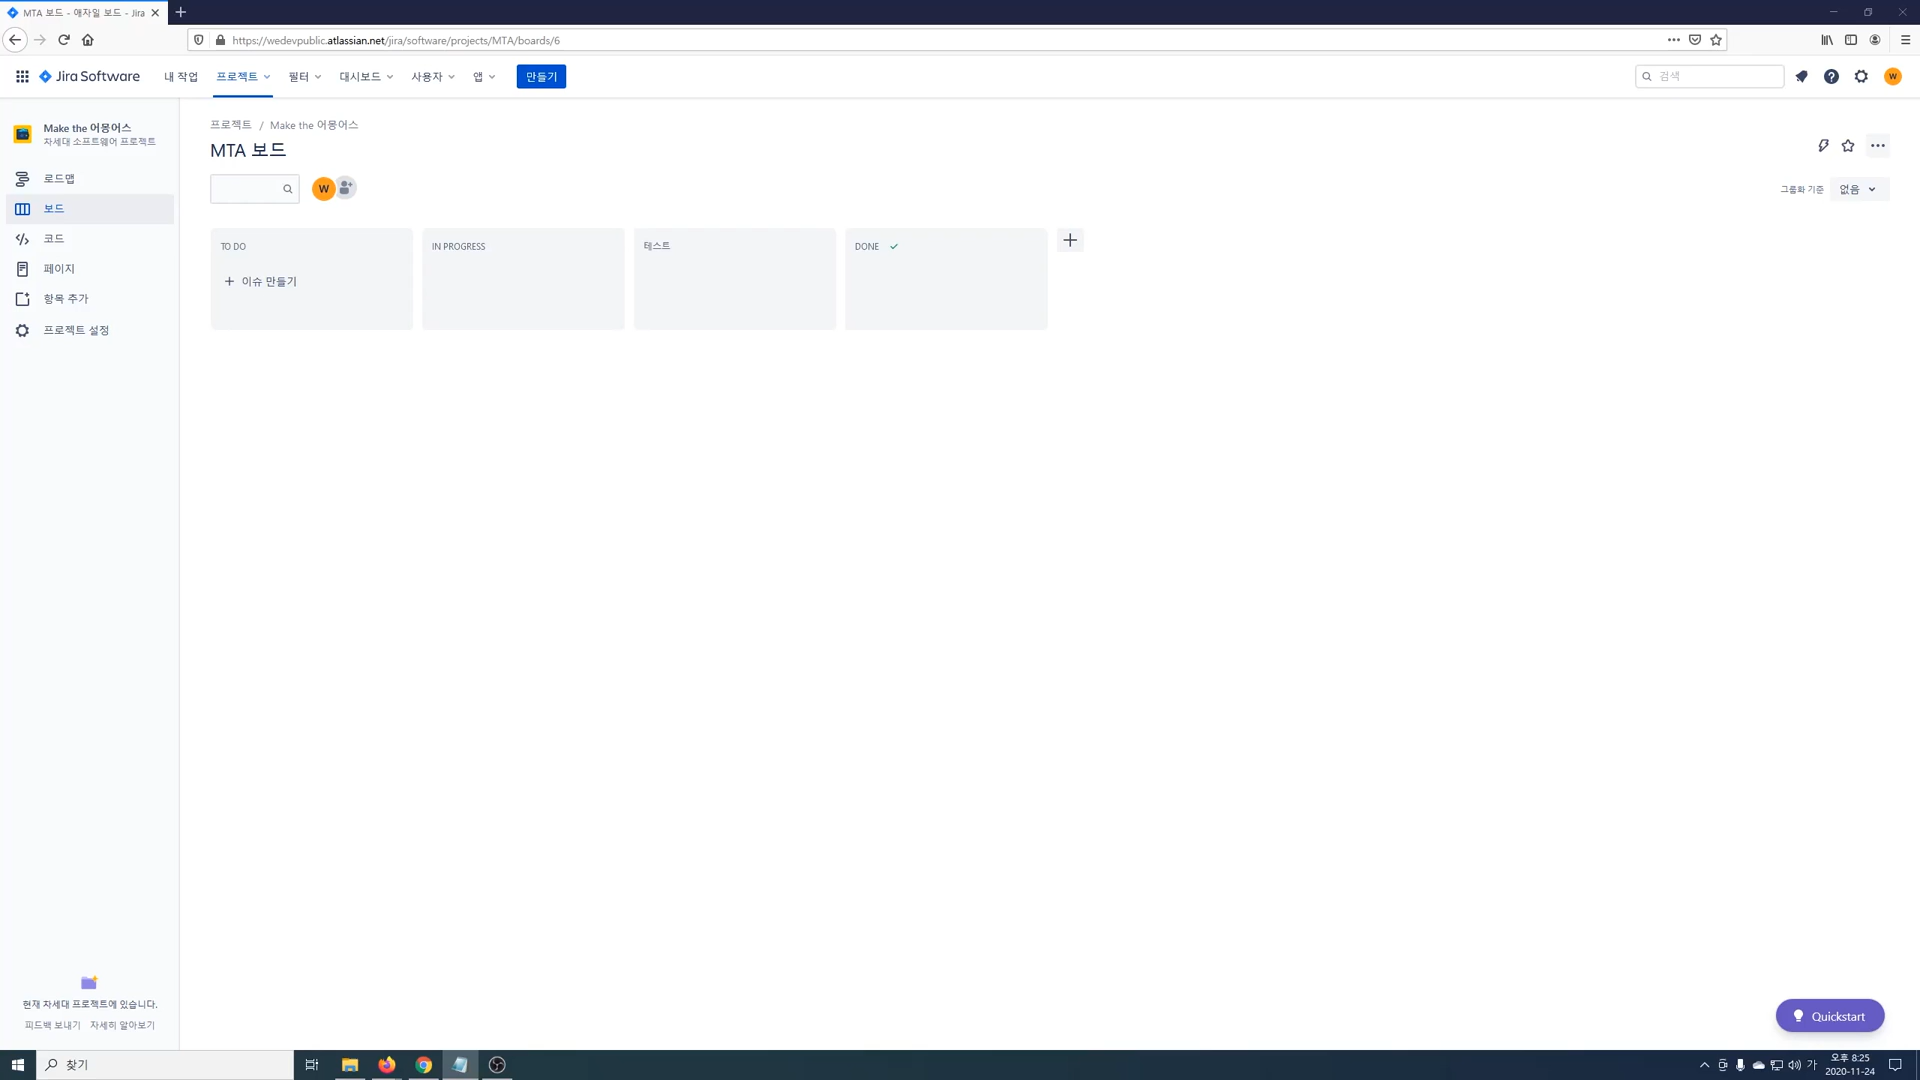 MTA 보드 - 애자일 보드 - Jira
https://wedevpublic.atlassian.net/jira/software/projects/MTA/boards/6
Jira Software 내 작업 프로젝트 필터 대시보드 사용자 앱 만들기 검색 W
Make the 어몽어스
차세대 소프트웨어 프로젝트
로드맵
보드
코드
페이지
항목 추가
프로젝트 설정
프로젝트 / Make the 어몽어스
MTA 보드
W
그룹화 기준 없음
TO DO IN PROGRESS 테스트 DONE
이슈 만들기
현재 차세대 프로젝트에 있습니다.
피드백 보내기 자세히 알아보기
Quickstart
찾기
가
오후 8:25
2020-11-24